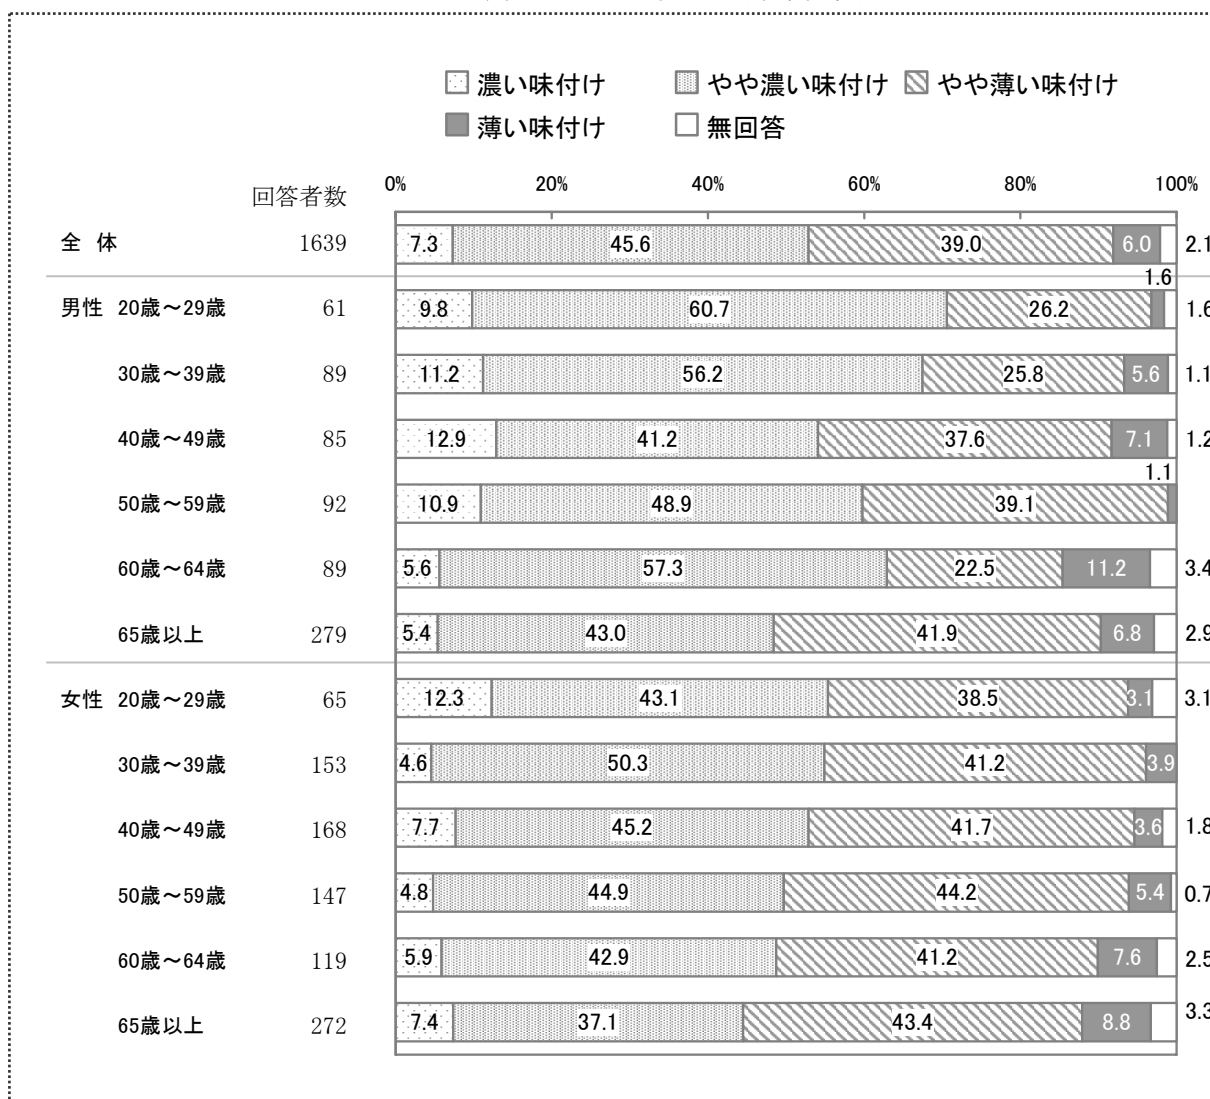 濃い味付け やや濃い味付け やや薄い味付け
薄い味付け 無回答
回答者数 0% 20% 40% 60% 80% 100%
全 体 1639 7.3 45.6 39.0 6.0 2.1
1.6
男性 20歳～29歳 61 9.8 60.7 26.2 1.6
30歳～39歳 89 11.2 56.2 25.8 5.6 1.1
40歳～49歳 85 12.9 41.2 37.6 7.1 1.2
1.1
50歳～59歳 92 10.9 48.9 39.1
60歳～64歳 89 5.6 57.3 22.5 11.2 3.4
65歳以上 279 5.4 43.0 41.9 6.8 2.9
女性 20歳～29歳 65 12.3 43.1 38.5 3.1 3.1
30歳～39歳 153 4.6 50.3 41.2 3.9
40歳～49歳 168 7.7 45.2 41.7 3.6 1.8
50歳～59歳 147 4.8 44.9 44.2 5.4 0.7
60歳～64歳 119 5.9 42.9 41.2 7.6 2.5
65歳以上 272 7.4 37.1 43.4 8.8 3.3